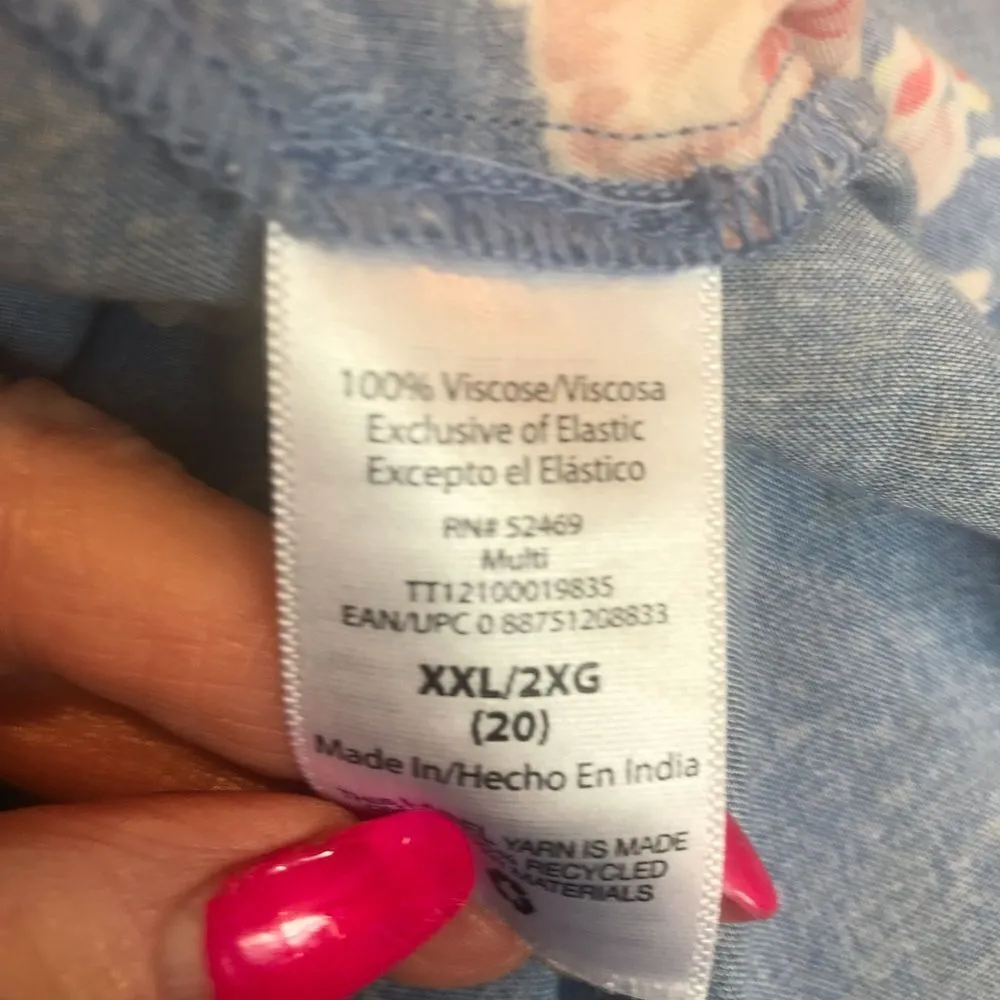 100% Viscose/Viscosa
Exclusive of Elastic
Excepto el Elástico
RN# 52469
Multi
TT12100019835
EAN/UPC 0 88751208833
XXL/2XG
(20)
Made In/Hecho En India
YARN IS MADE
RECYCLED
MATERIALS